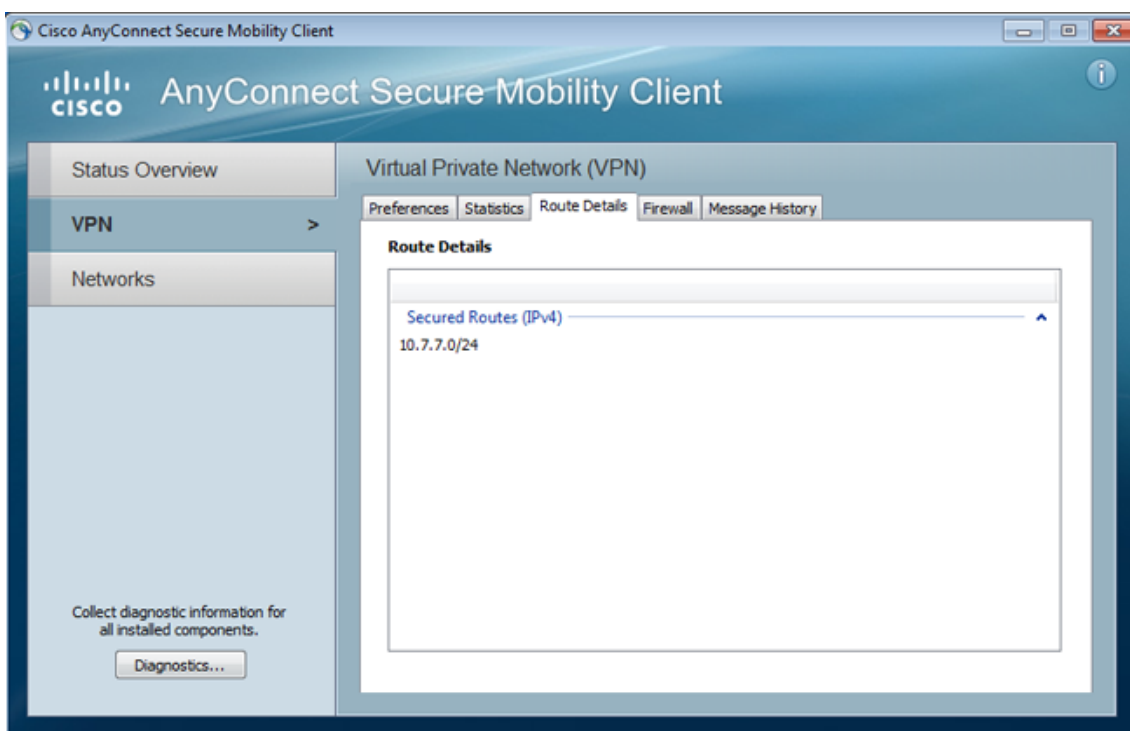 Cisco AnyConnect Secure Mobility Client
CISCO
AnyConnect Secure Mobility Client
Status Overview
VPN >
Networks
Collect diagnostic information for
all installed components.
Diagnostics...
Virtual Private Network (VPN)
Preferences Statistics Route Details Firewall Message History
Route Details
Secured Routes (IPv4)
10.7.7.0/24